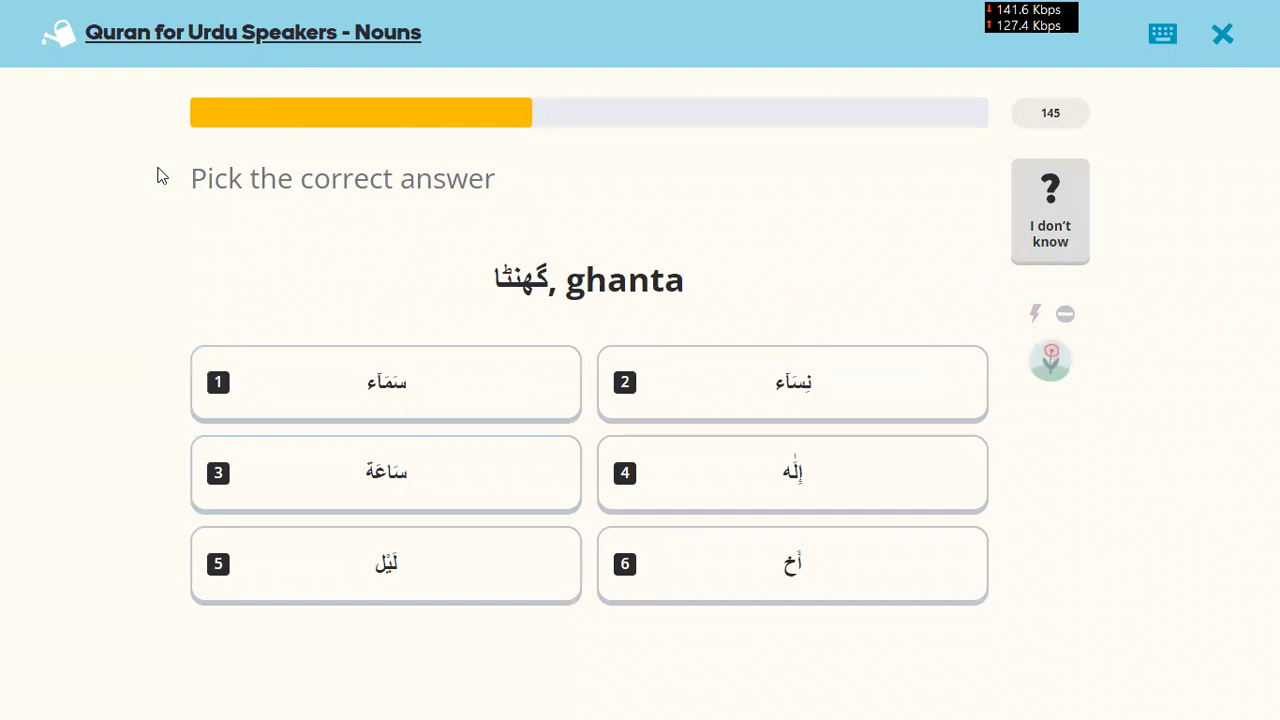 Quran for Urdu Speakers - Nouns
141.6 Kbps
127.4 Kbps
145
Pick the correct answer
?
I don't
know
گھنٹا, ghanta
1 سَمَآء
2 نِسَآء
3 سَاعَة
4 إِلَٰه
5 لَيْل
6 أَخ